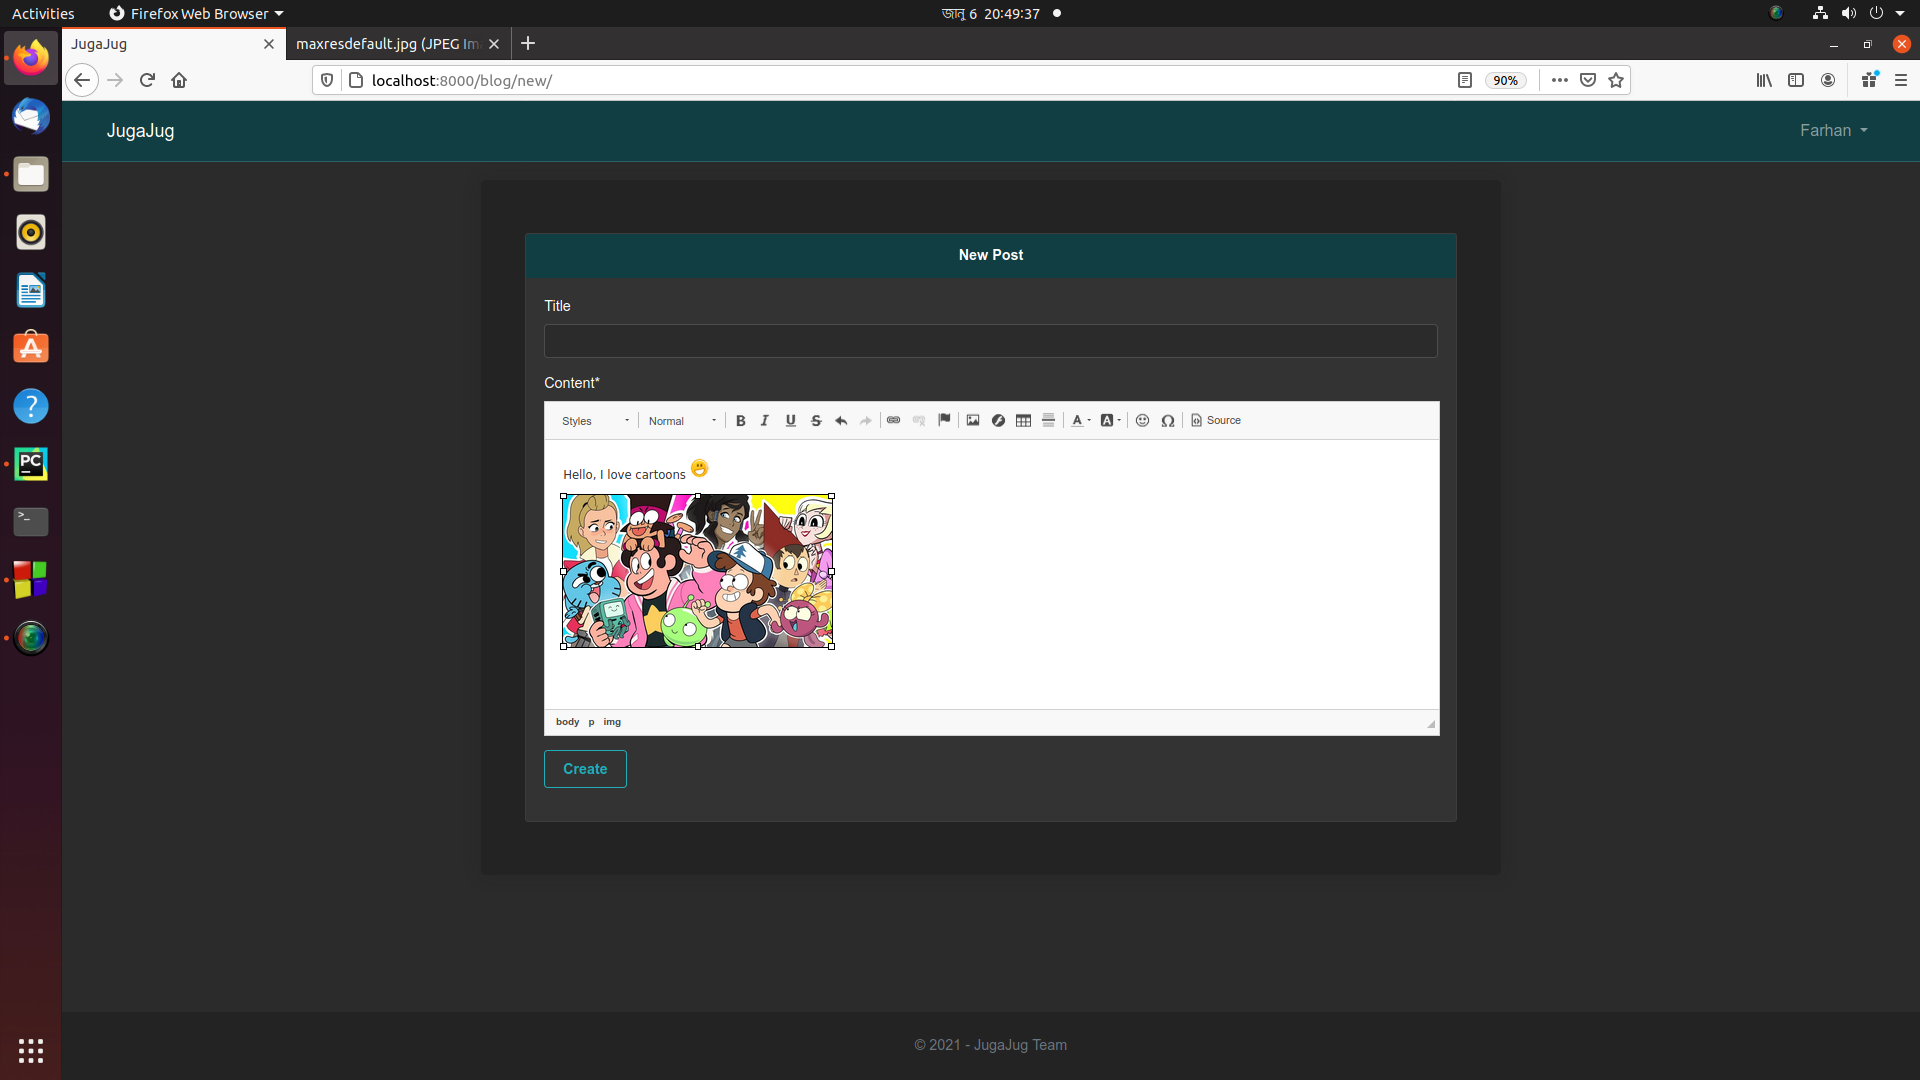 Activities
Firefox Web Browser
জানু 6 20:49:37
JugaJug
maxresdefault.jpg (JPEG Im
localhost:8000/blog/new/
90%
JugaJug
Farhan
New Post
Title
Content*
Styles
Normal
B I U S
A A
Ω
Source
Hello, I love cartoons
body p img
Create
© 2021 - JugaJug Team
PC
>_
?